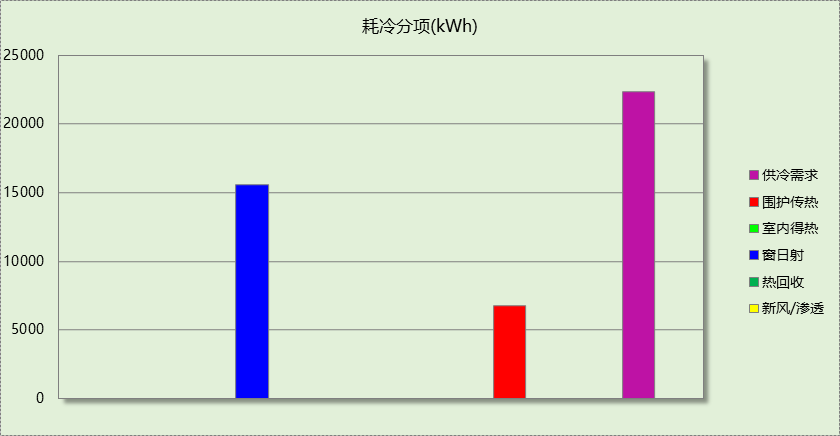 耗冷分项(kWh)
25000
20000
15000
10000
5000
0
供冷需求
围护传热
室内得热
窗日射
热回收
新风/渗透